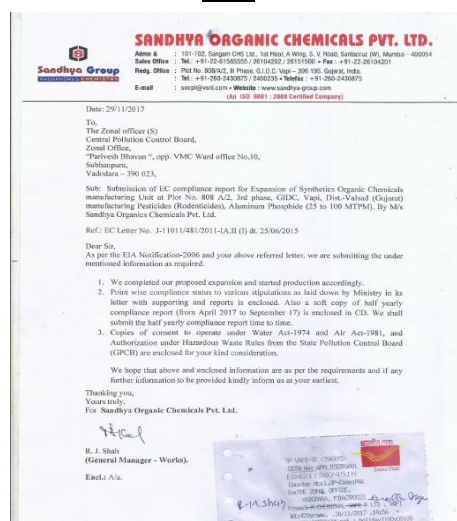 SANDHYA ORGANIC CHEMICALS PVT. LTD.
Admn & : 101-102, Sangam CHS Ltd., 1st Floor, A Wing, S. V. Road, Santacruz (W), Mumbai - 400054
Sales Office : Tel.: +91-22-61565555 / 26104202 / 26151500 • Fax : +91-22-26104201
Redg. Office : Plot No. 808/A/2, III Phase, G.I.D.C. Vapi - 396 195, Gujarat, India.
: Tel.: +91-260-2430875 / 2400235 • Telefax : +91-260-2430875
E-mail : socpl@vsnl.com • Website : www.sandhya-group.com
(An ISO 9001 : 2008 Certified Company)
Sandhya Group
Date: 29/11/2017
To,
The Zonal officer (S)
Central Pollution Control Board,
Zonal Office,
"Parivesh Bhavan ", opp. VMC Ward office No,10,
Subhanpura,
Vadodara – 390 023,
Sub: Submission of EC compliance report for Expansion of Synthetics Organic Chemicals
manufacturing Unit at Plot No. 808 A/2, 3rd phase, GIDC, Vapi, Dist.-Valsad (Gujarat)
manufacturing Pesticides (Rodenticides), Aluminum Phosphide (25 to 100 MTPM). By M/s
Sandhya Organics Chemicals Pvt. Ltd.
Ref.: EC Letter No. J-11011/481/2011-IA.II (I) dt. 25/06/2015
Dear Sir,
As per the EIA Notification-2006 and your above referred letter, we are submitting the under
mentioned information as required.
1. We completed our proposed expansion and started production accordingly.
2. Point wise compliance status to various stipulations as laid down by Ministry in its
letter with supporting and reports is enclosed. Also a soft copy of half yearly
compliance report (from April 2017 to September 17) is enclosed in CD. We shall
submit the half yearly compliance report time to time.
3. Copies of consent to operate under Water Act-1974 and Air Act-1981, and
Authorization under Hazardous Waste Rules from the State Pollution Control Board
(GPCB) are enclosed for your kind consideration.
We hope that above and enclosed information are as per the requirements and if any
further information to be provided kindly inform us at your earliest.
Thanking you,
Yours truly,
For Sandhya Organic Chemicals Pvt. Ltd.
R. J. Shah
(General Manager - Works).
Encl.: A/a.
भारतीय डाक
India Post
To:THE ZONAL OFFICE,
VADODARA, PIN:390023
R-M. Shah